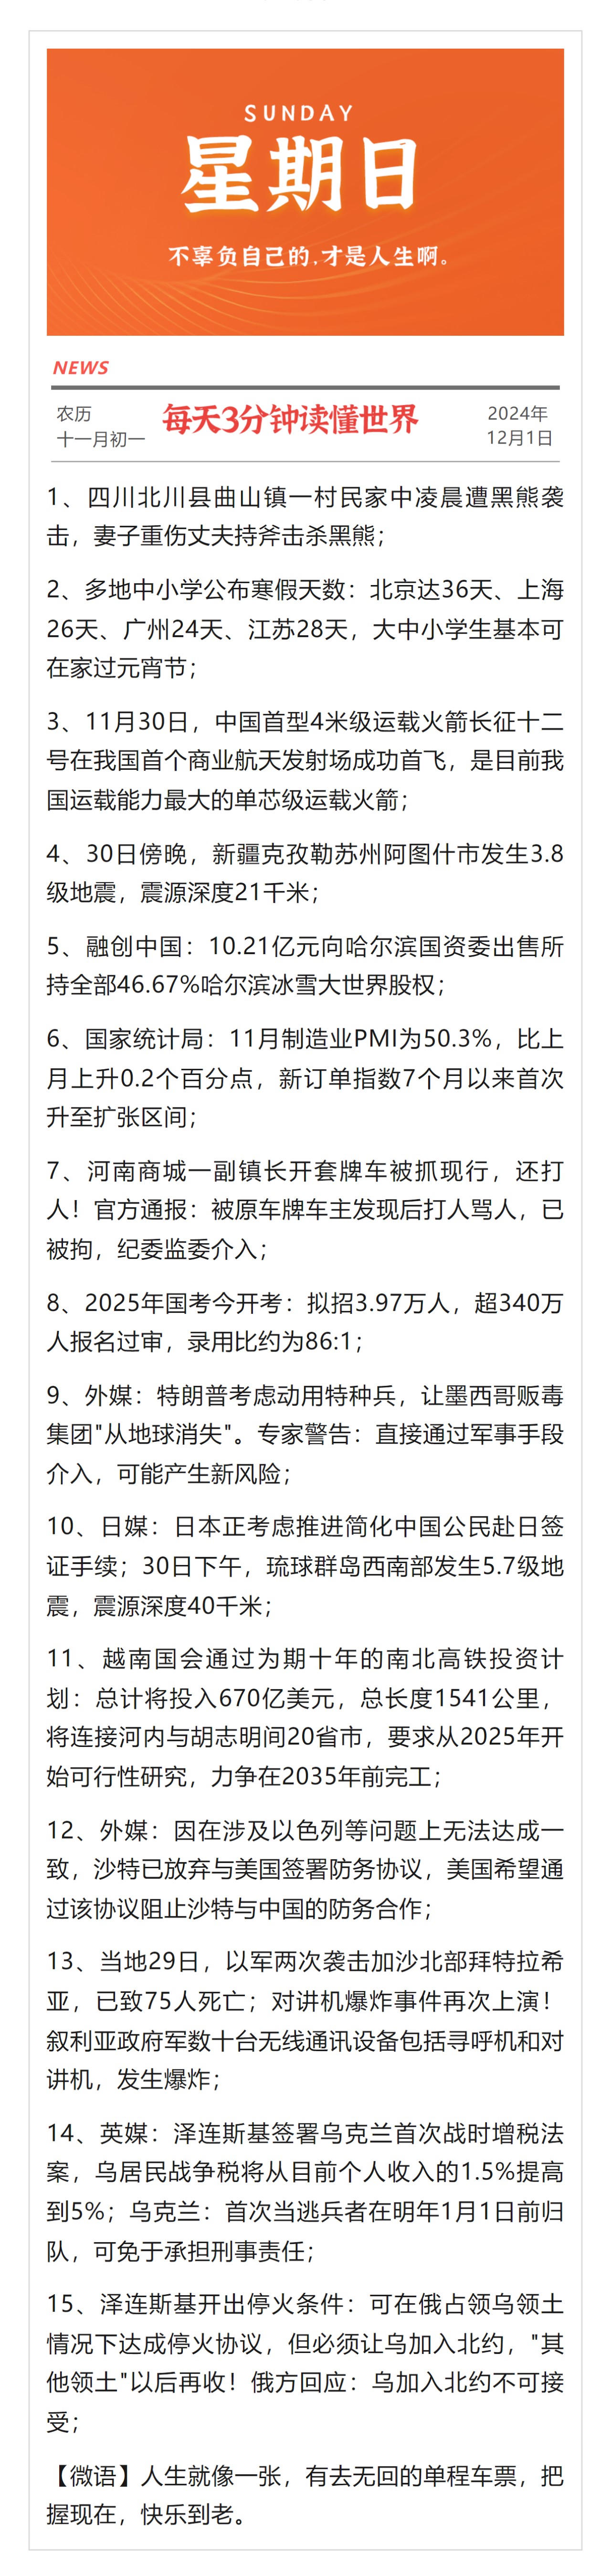 SUNDAY
星期日
不辜负自己的,才是人生啊。
NEWS
农历
十一月初一
每天3分钟读懂世界
2024年
12月1日
1、四川北川县曲山镇一村民家中凌晨遭黑熊袭
击，妻子重伤丈夫持斧击杀黑熊；
2、多地中小学公布寒假天数：北京达36天、上海
26天、广州24天、江苏28天，大中小学生基本可
在家过元宵节；
3、11月30日，中国首型4米级运载火箭长征十二
号在我国首个商业航天发射场成功首飞，是目前我
国运载能力最大的单芯级运载火箭；
4、30日傍晚，新疆克孜勒苏州阿图什市发生3.8
级地震，震源深度21千米；
5、融创中国：10.21亿元向哈尔滨国资委出售所
持全部46.67%哈尔滨冰雪大世界股权；
6、国家统计局：11月制造业PMI为50.3%，比上
月上升0.2个百分点，新订单指数7个月以来首次
升至扩张区间；
7、河南商城一副镇长开套牌车被抓现行，还打
人！官方通报：被原车牌车主发现后打人骂人，已
被拘，纪委监委介入；
8、2025年国考今开考：拟招3.97万人，超340万
人报名过审，录用比约为86:1；
9、外媒：特朗普考虑动用特种兵，让墨西哥贩毒
集团"从地球消失"。专家警告：直接通过军事手段
介入，可能产生新风险；
10、日媒：日本正考虑推进简化中国公民赴日签
证手续；30日下午，琉球群岛西南部发生5.7级地
震，震源深度40千米；
11、越南国会通过为期十年的南北高铁投资计
划：总计将投入670亿美元，总长度1541公里，
将连接河内与胡志明间20省市，要求从2025年开
始可行性研究，力争在2035年前完工；
12、外媒：因在涉及以色列等问题上无法达成一
致，沙特已放弃与美国签署防务协议，美国希望通
过该协议阻止沙特与中国的防务合作；
13、当地29日，以军两次袭击加沙北部拜特拉希
亚，已致75人死亡；对讲机爆炸事件再次上演！
叙利亚政府军数十台无线通讯设备包括寻呼机和对
讲机，发生爆炸；
14、英媒：泽连斯基签署乌克兰首次战时增税法
案，乌居民战争税将从目前个人收入的1.5%提高
到5%；乌克兰：首次当逃兵者在明年1月1日前归
队，可免于承担刑事责任；
15、泽连斯基开出停火条件：可在俄占领乌领土
情况下达成停火协议，但必须让乌加入北约，"其
他领土"以后再收！俄方回应：乌加入北约不可接
受；
【微语】人生就像一张，有去无回的单程车票，把
握现在，快乐到老。